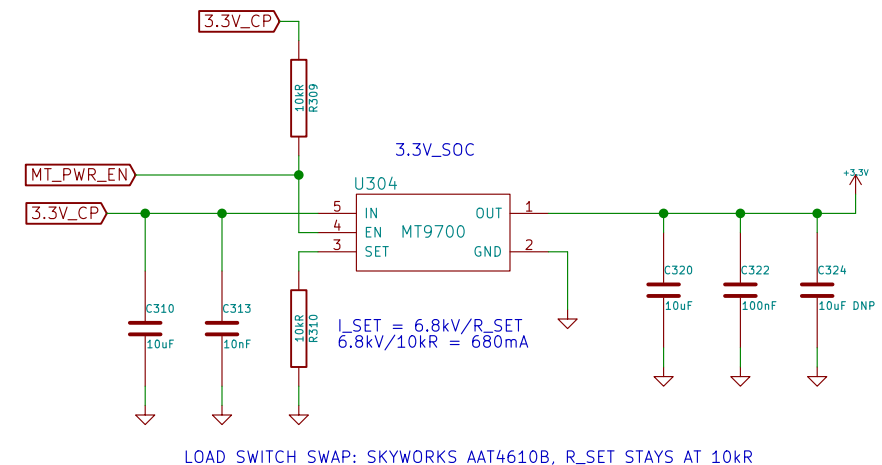 3.3V_CP
10kR
R309
3.3V_SOC
MT_PWR_EN
+3.3V
U304
3.3V_CP
5 IN OUT 1
4 EN MT9700
3 SET GND 2
C310
10uF
C313
10nF
10kR
R310
I_SET = 6.8kV/R_SET
6.8kV/10kR = 680mA
C320
10uF
C322
100nF
C324
10uF DNP
LOAD SWITCH SWAP: SKYWORKS AAT4610B, R_SET STAYS AT 10kR